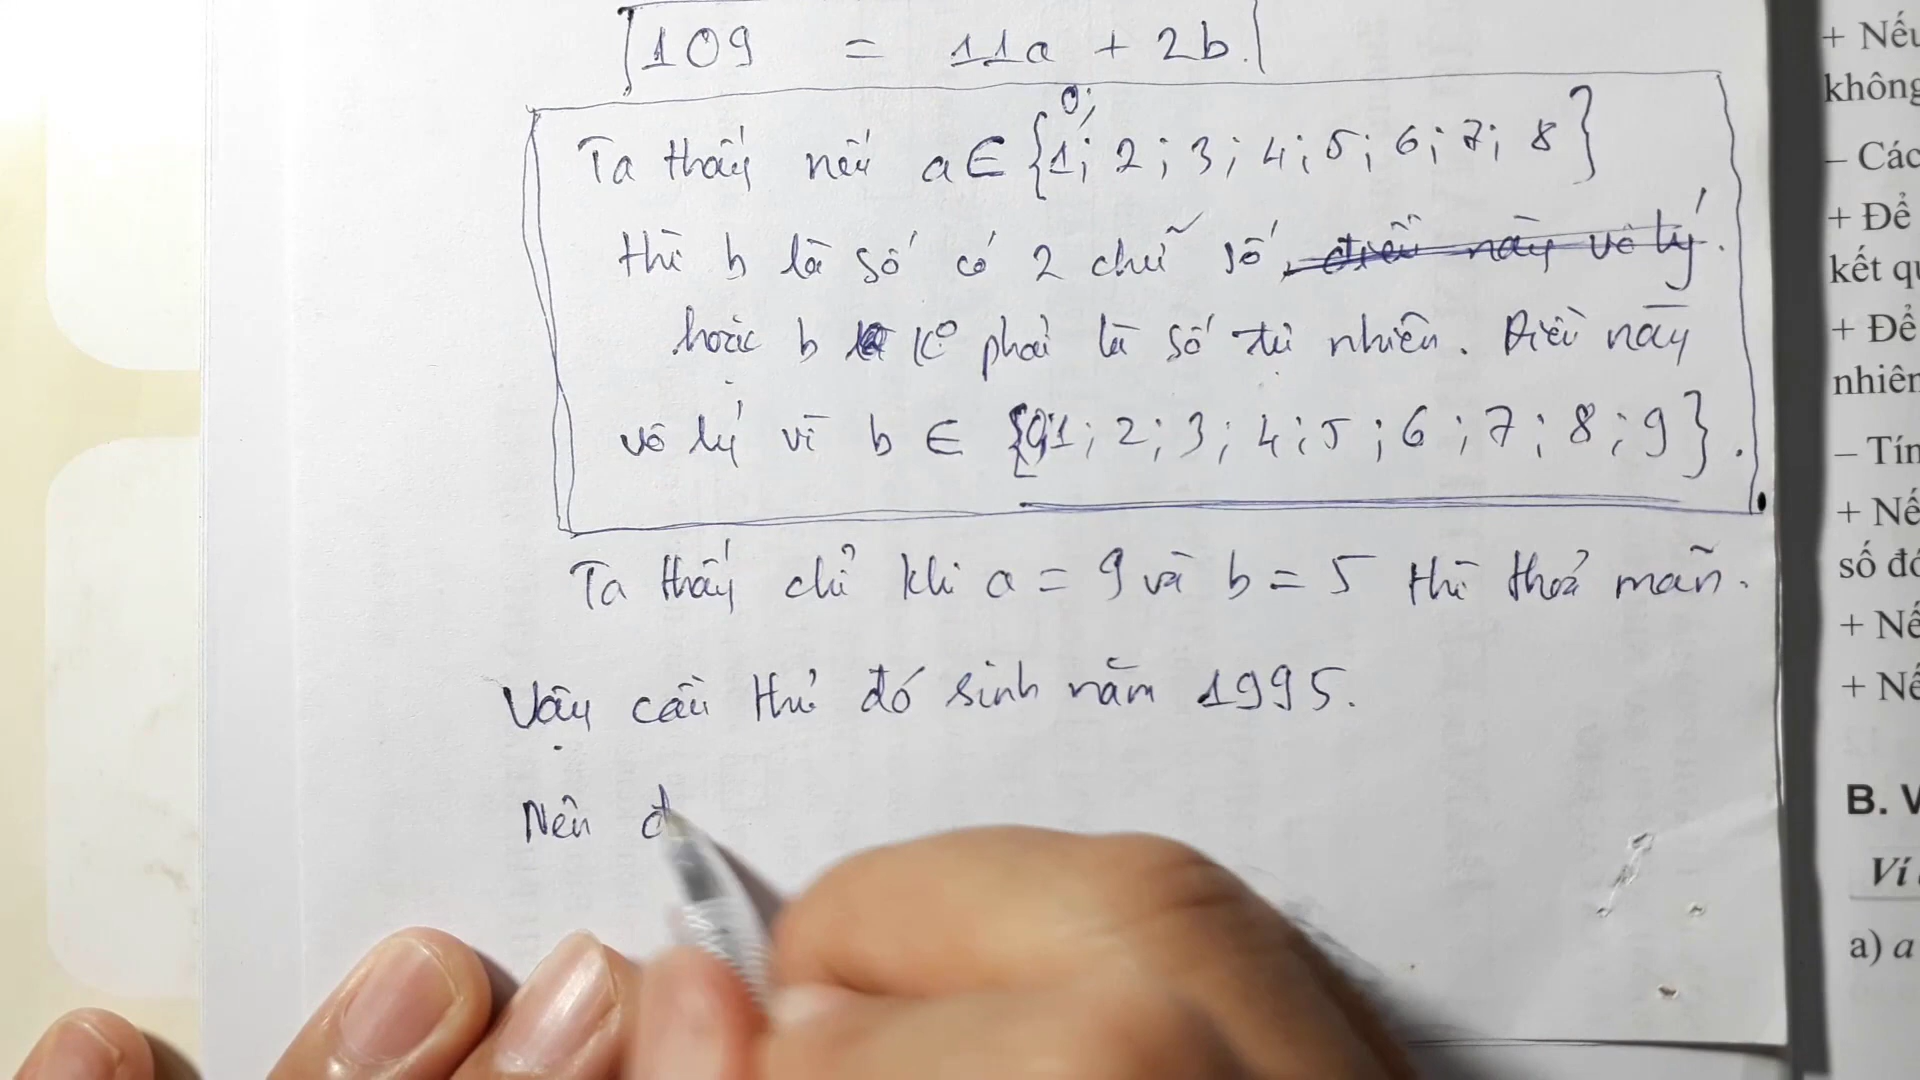 109 = 11a + 2b.
Ta thấy nếu a ∈ {0; 1; 2; 3; 4; 5; 6; 7; 8}
thì b là số có 2 chữ số, điều này vô lý.
hoặc b k° phải là số tự nhiên. Điều này
vô lý vì b ∈ {0; 1; 2; 3; 4; 5; 6; 7; 8; 9}.
Ta thấy chỉ khi a = 9 và b = 5 thì thoả mãn.
Vậy cầu thủ đó sinh năm 1995.
Nên đ
+ Nếu
không
– Các
+ Để
kết qu
+ Để
nhiên
– Tín
+ Nế
số đó
+ Nế
+ Nế
B. V
Ví
a) a